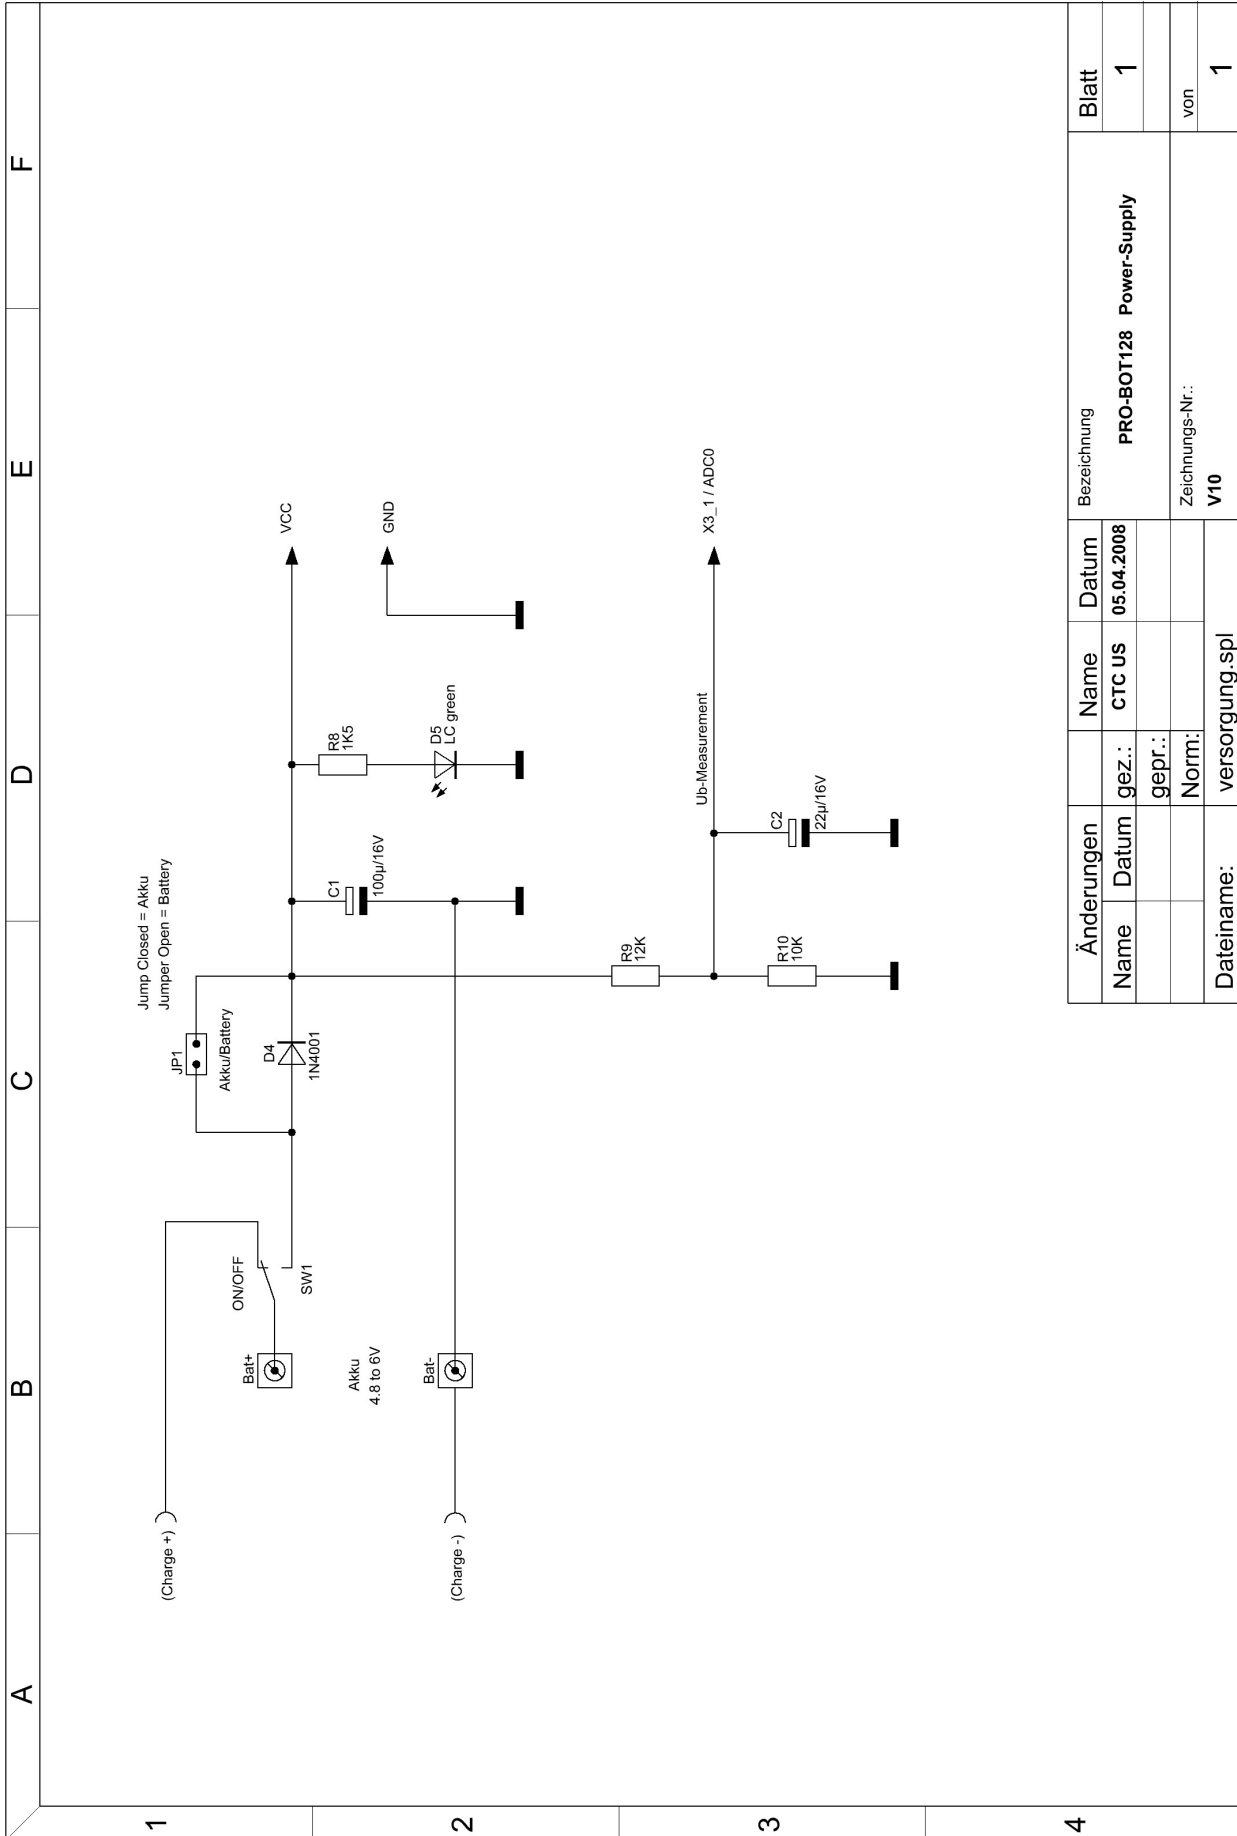 A
B
C
D
E
F
1
2
3
4
(Charge +)
(Charge -)
Bat+
Bat-
Akku
4.8 to 6V
ON/OFF
SW1
JP1
Akku/Battery
Jump Closed = Akku
Jumper Open = Battery
D4
1N4001
C1
100µ/16V
R8
1K5
D5
LC green
VCC
GND
R9
12K
R10
10K
C2
22µ/16V
Ub-Measurement
X3_1 / ADC0
Änderungen
Name
Datum
Name
Datum
gez.:
CTC US
05.04.2008
gepr.:
Norm:
Dateiname:
versorgung.spl
Bezeichnung
PRO-BOT128 Power-Supply
Zeichnungs-Nr.:
V10
Blatt
1
von
1